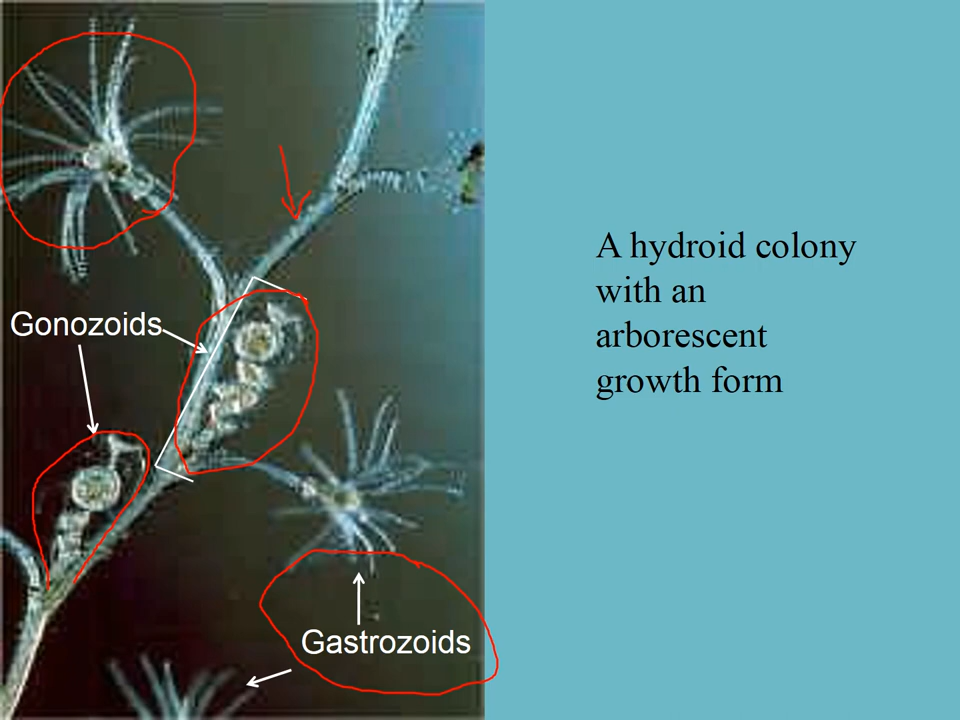 Gonozoids
Gastrozoids
A hydroid colony
with an
arborescent
growth form